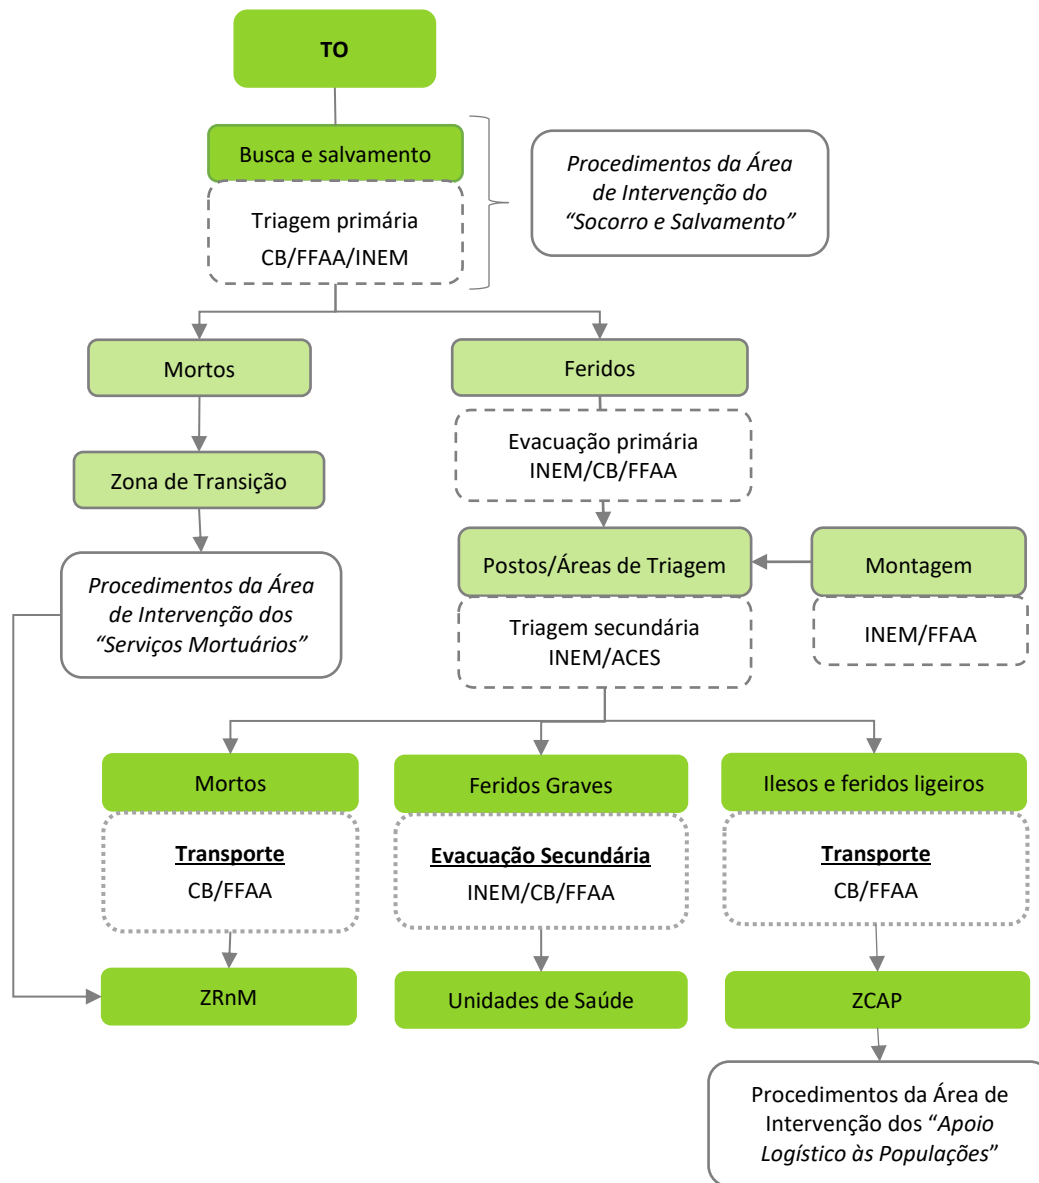 TO
Busca e salvamento
Triagem primária
CB/FFAA/INEM
Procedimentos da Área
de Intervenção do
“Socorro e Salvamento”
Mortos
Feridos
Evacuação primária
INEM/CB/FFAA
Zona de Transição
Postos/Áreas de Triagem
Montagem
Procedimentos da Área
de Intervenção dos
“Serviços Mortuários”
Triagem secundária
INEM/ACES
INEM/FFAA
Mortos
Feridos Graves
Ilesos e feridos ligeiros
Transporte
CB/FFAA
Evacuação Secundária
INEM/CB/FFAA
Transporte
CB/FFAA
ZRnM
Unidades de Saúde
ZCAP
Procedimentos da Área de
Intervenção dos “Apoio
Logístico às Populações”